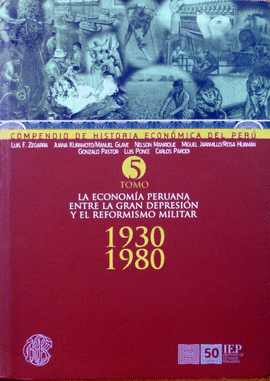 COMPENDIO DE HISTORIA ECONÓMICA DEL PERÚ
LUIS F. ZEGARRA JUANA KURAMOTO/MANUEL GLAVE NELSON MANRIQUE MIGUEL JARAMILLO/ROSA HUAMÁN
GONZALO PASTOR LUIS PONCE CARLOS PARODI
5
TOMO
LA ECONOMÍA PERUANA
ENTRE LA GRAN DEPRESIÓN
Y EL REFORMISMO MILITAR
1930
1980
50
IEP